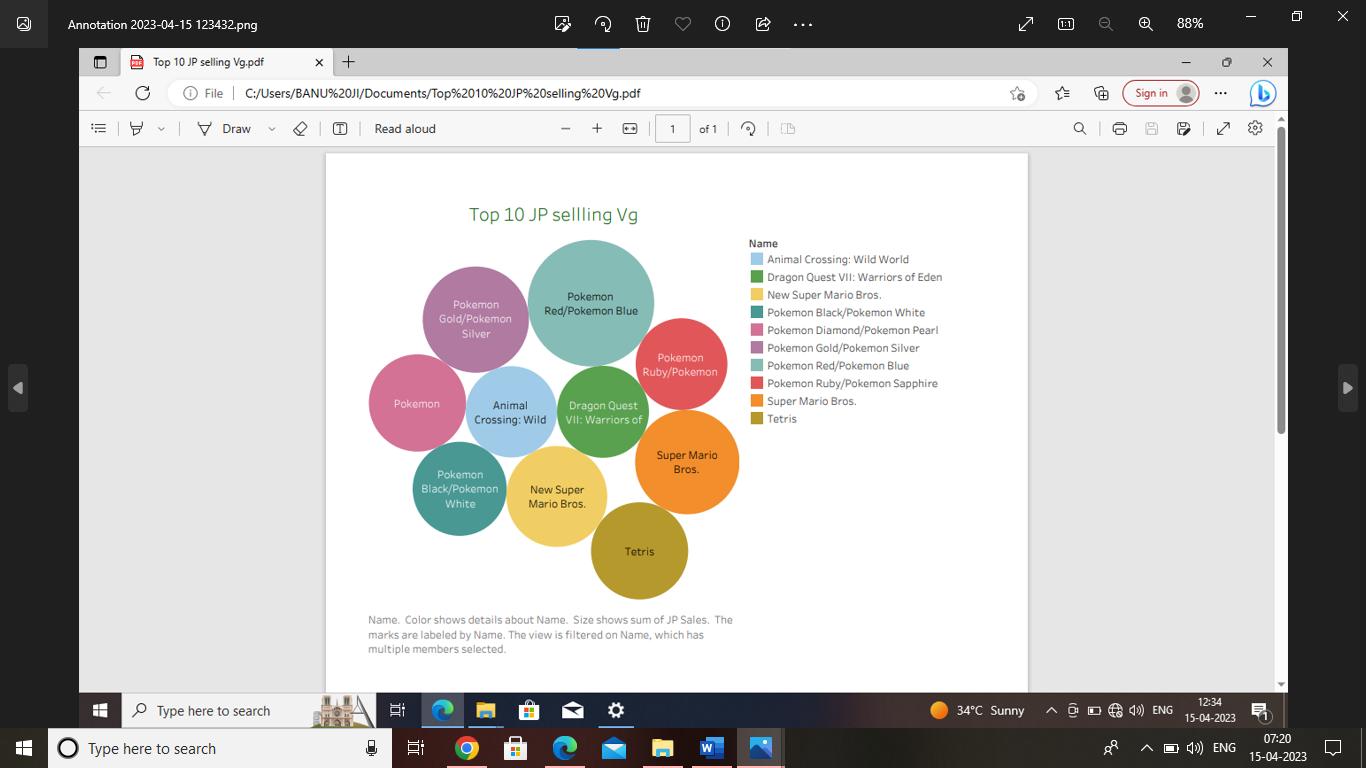 Annotation 2023-04-15 123432.png
88%
Top 10 JP selling Vg.pdf
File
C:/Users/BANU%20JI/Documents/Top%2010%20JP%20selling%20Vg.pdf
Sign in
Draw
Read aloud
1
of 1
Top 10 JP sellling Vg
Pokemon
Gold/Pokemon
Silver
Pokemon
Red/Pokemon Blue
Pokemon
Ruby/Pokemon
Pokemon
Animal
Crossing: Wild
Dragon Quest
VII: Warriors of
Super Mario
Bros.
Pokemon
Black/Pokemon
White
New Super
Mario Bros.
Tetris
Name
Animal Crossing: Wild World
Dragon Quest VII: Warriors of Eden
New Super Mario Bros.
Pokemon Black/Pokemon White
Pokemon Diamond/Pokemon Pearl
Pokemon Gold/Pokemon Silver
Pokemon Red/Pokemon Blue
Pokemon Ruby/Pokemon Sapphire
Super Mario Bros.
Tetris
Name. Color shows details about Name. Size shows sum of JP Sales. The
marks are labeled by Name. The view is filtered on Name, which has
multiple members selected.
Type here to search
34°C Sunny
ENG
12:34
15-04-2023
1
Type here to search
ENG
07:20
15-04-2023